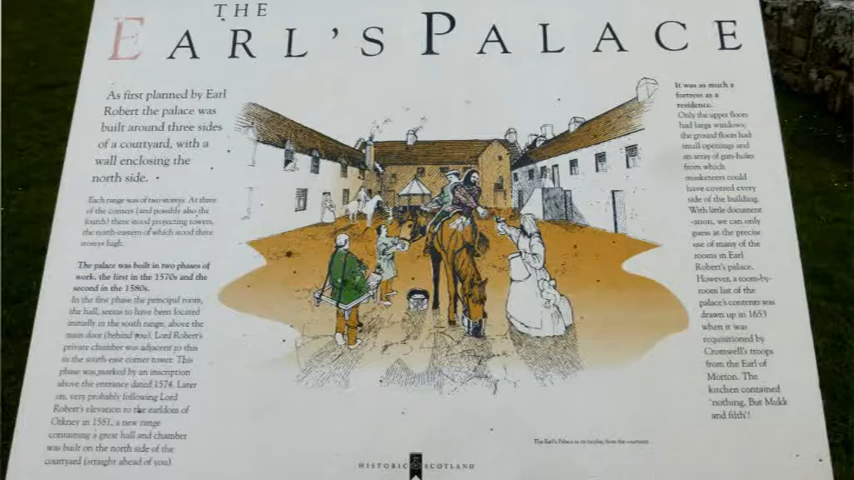 THE
EARL'S PALACE
As first planned by Earl
Robert the palace was
built around three sides
of a courtyard, with a
wall enclosing the
north side.
Each range was of two storeys. At three
of the corners (and possibly also the
fourth) there stood projecting towers,
the north-eastern of which stood three
storeys high.
The palace was built in two phases of
work, the first in the 1570s and the
second in the 1580s.
In the first phase the principal room,
the hall, seems to have been located
initially in the south range, above the
main door (behind you). Lord Robert's
private chamber was adjacent to this
in the south-east corner tower. This
phase was marked by an inscription
above the entrance dated 1574. Later
on, very probably following Lord
Robert's elevation to the earldom of
Orkney in 1581, a new range
containing a great hall and chamber
was built on the north side of the
courtyard (straight ahead of you).
It was as much a
fortress as a
residence.
Only the upper floors
had large windows;
the ground floors had
small openings and
an array of gun-holes
from which
musketeers could
have covered every
side of the building.
With little document
-ation, we can only
guess at the precise
use of many of the
rooms in Earl
Robert's palace.
However, a room-by-
room list of the
palace's contents was
drawn up in 1653
when it was
requisitioned by
Cromwell's troops
from the Earl of
Morton. The
kitchen contained
'nothing, But Mukk
and filth'!
The Earl's Palace in its heyday, from the courtyard.
HISTORIC SCOTLAND